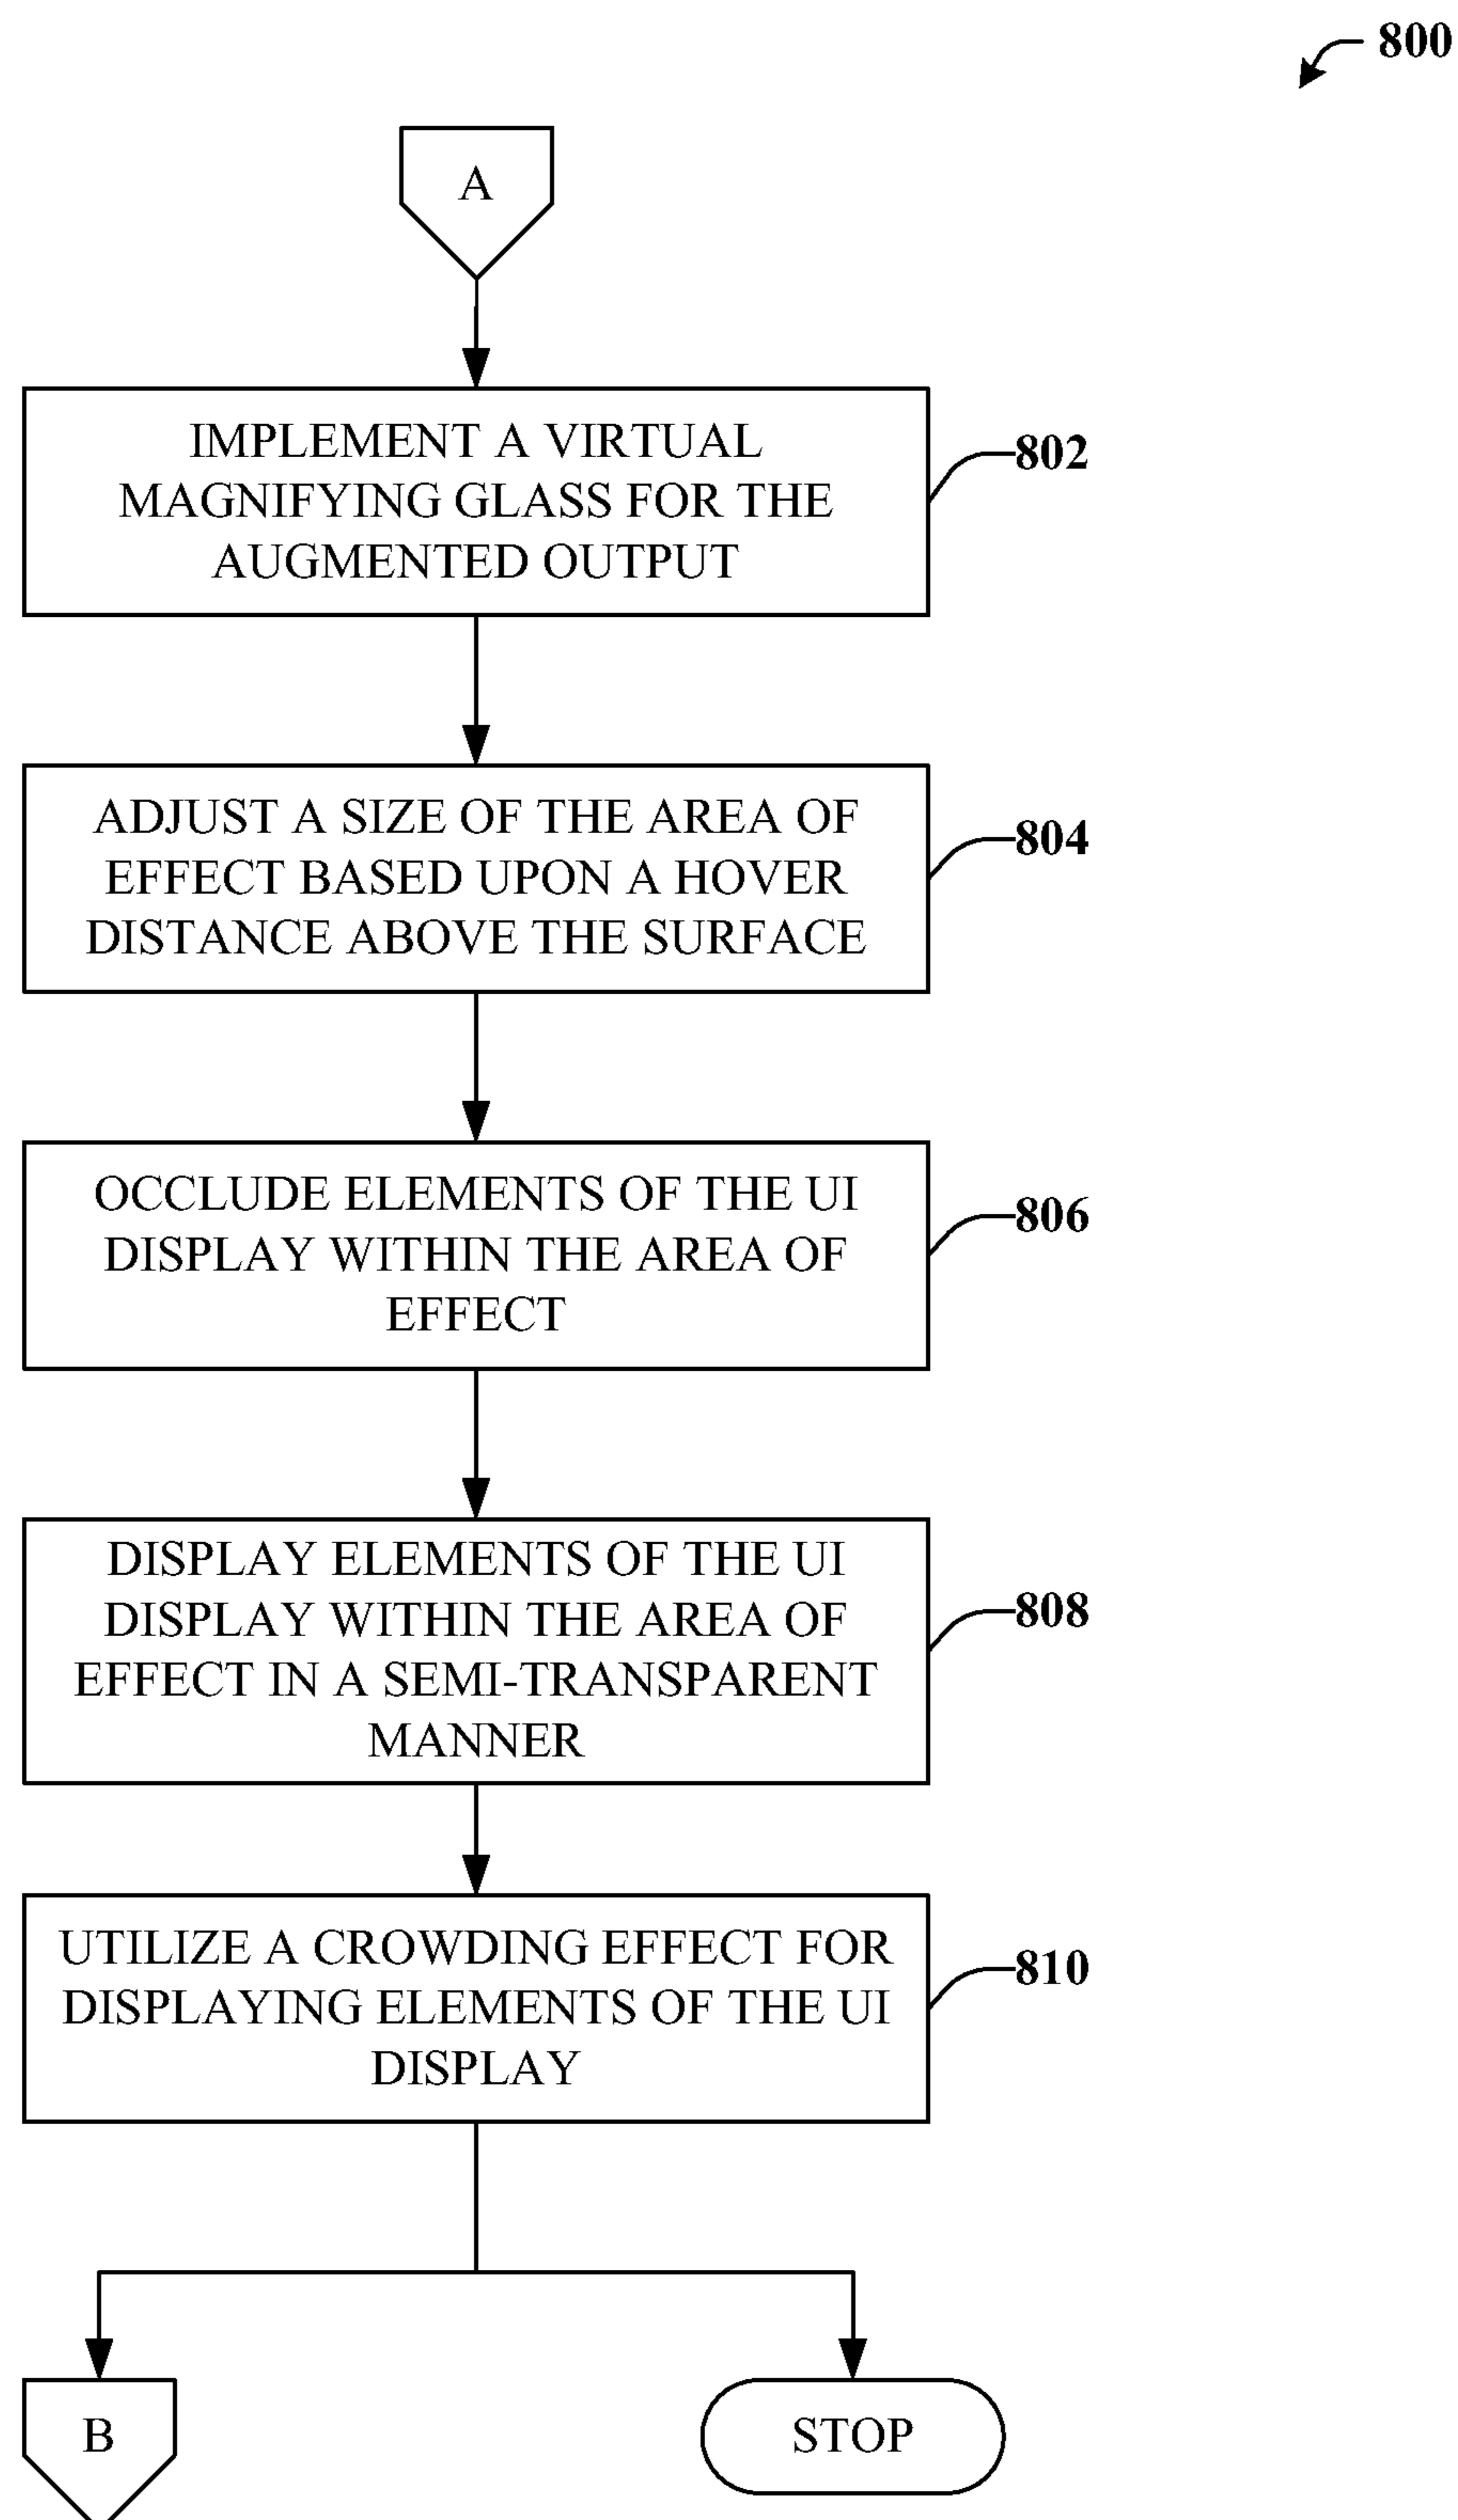 800
A
IMPLEMENT A VIRTUAL
MAGNIFYING GLASS FOR THE
AUGMENTED OUTPUT
802
ADJUST A SIZE OF THE AREA OF
EFFECT BASED UPON A HOVER
DISTANCE ABOVE THE SURFACE
804
OCCLUDE ELEMENTS OF THE UI
DISPLAY WITHIN THE AREA OF
EFFECT
806
DISPLAY ELEMENTS OF THE UI
DISPLAY WITHIN THE AREA OF
EFFECT IN A SEMI-TRANSPARENT
MANNER
808
UTILIZE A CROWDING EFFECT FOR
DISPLAYING ELEMENTS OF THE UI
DISPLAY
810
B
STOP